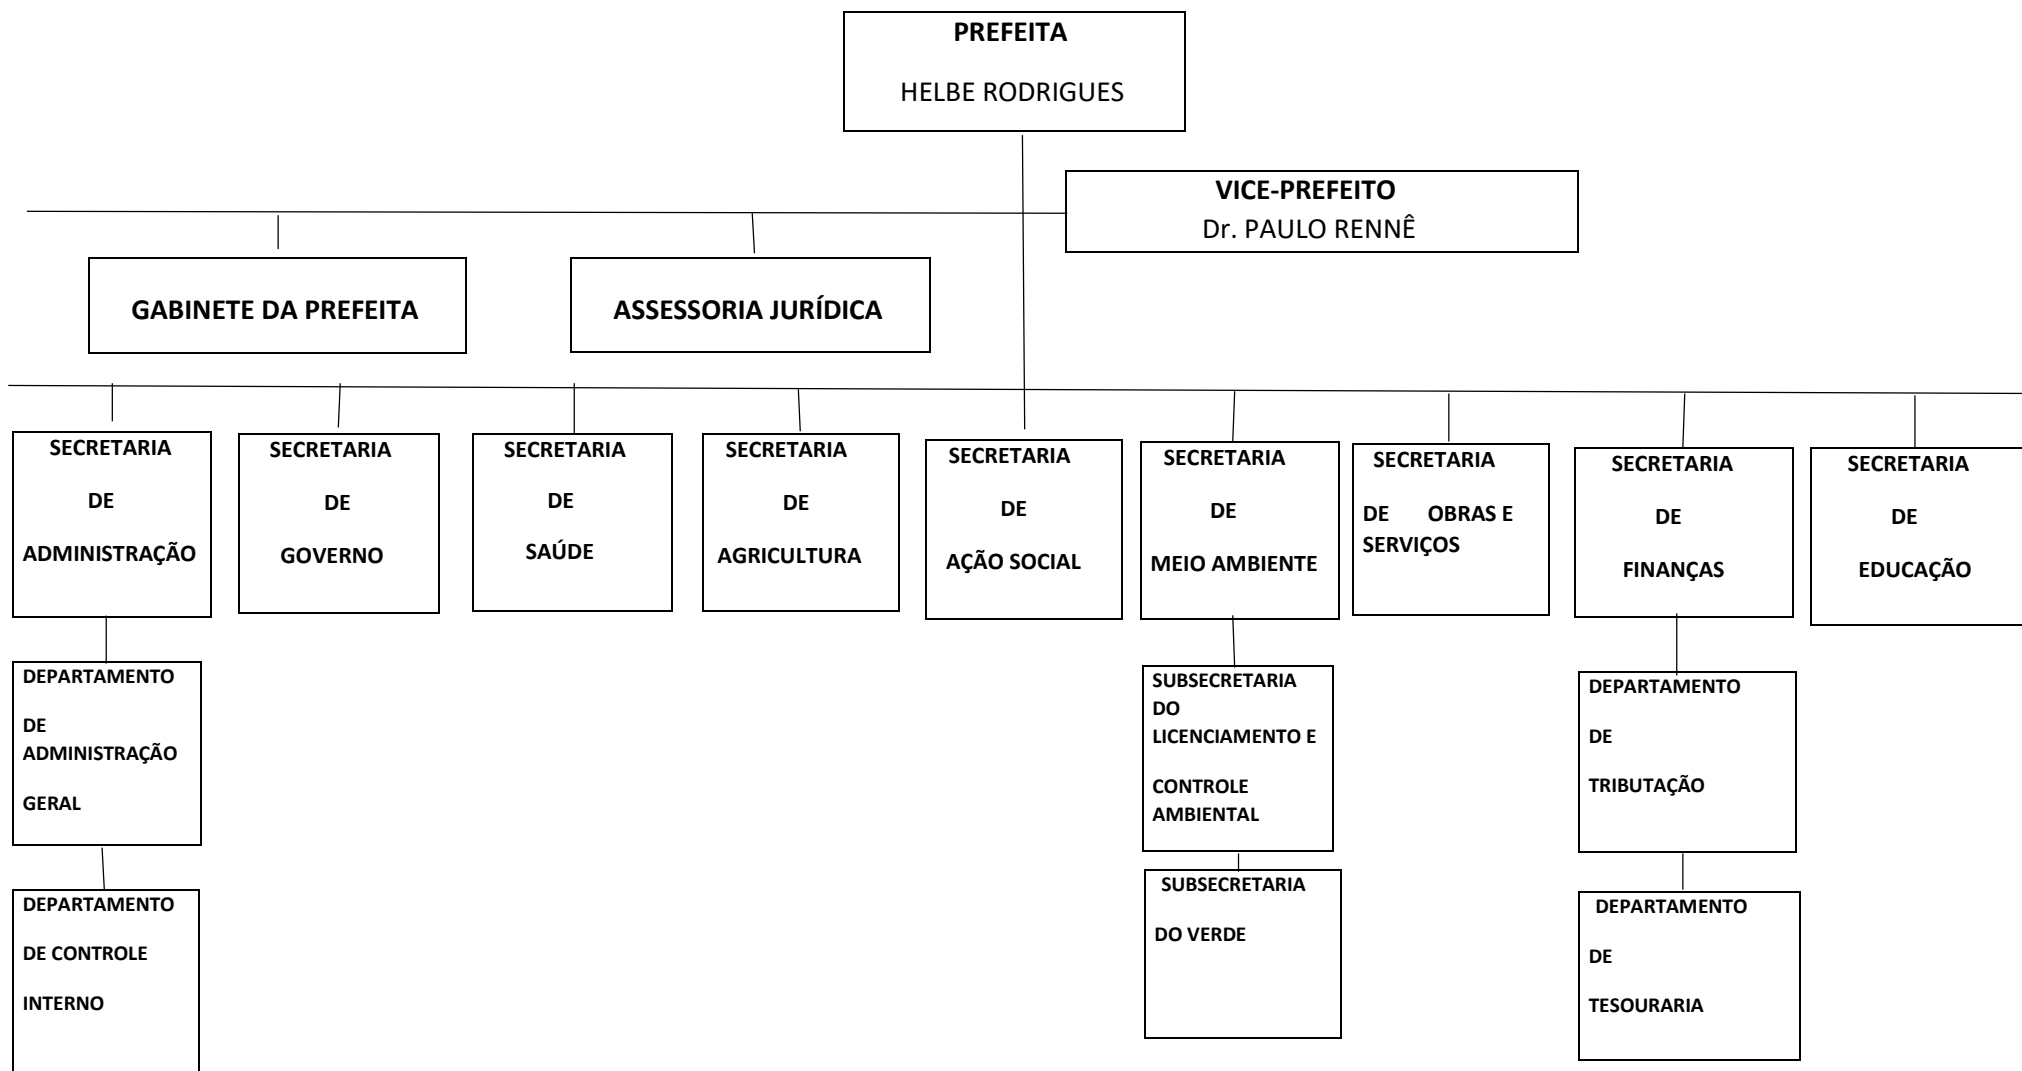 PREFEITA
HELBE RODRIGUES
VICE-PREFEITO
Dr. PAULO RENNÊ
GABINETE DA PREFEITA
ASSESSORIA JURÍDICA
SECRETARIA
DE
ADMINISTRAÇÃO
SECRETARIA
DE
GOVERNO
SECRETARIA
DE
SAÚDE
SECRETARIA
DE
AGRICULTURA
SECRETARIA
DE
AÇÃO SOCIAL
SECRETARIA
DE
MEIO AMBIENTE
SECRETARIA
DE OBRAS E
SERVIÇOS
SECRETARIA
DE
FINANÇAS
SECRETARIA
DE
EDUCAÇÃO
DEPARTAMENTO
DE
ADMINISTRAÇÃO
GERAL
SUBSECRETARIA
DO
LICENCIAMENTO E
CONTROLE
AMBIENTAL
DEPARTAMENTO
DE
TRIBUTAÇÃO
DEPARTAMENTO
DE CONTROLE
INTERNO
SUBSECRETARIA
DO VERDE
DEPARTAMENTO
DE
TESOURARIA